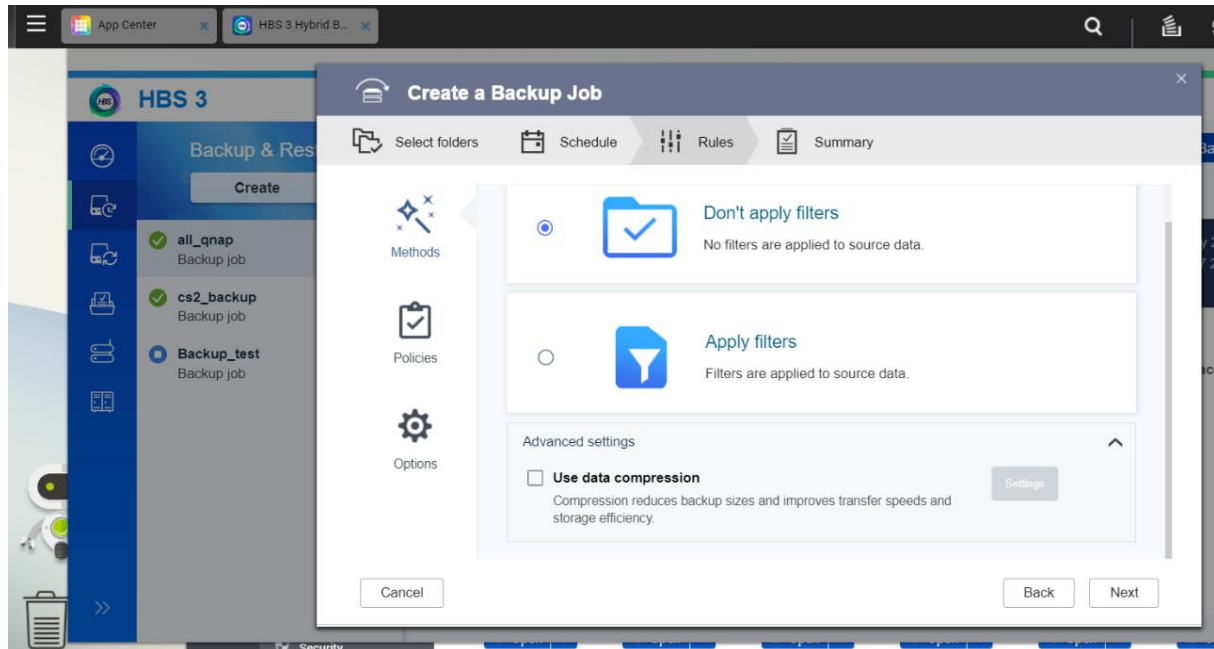 App Center
HBS 3 Hybrid B...
HBS 3
Create a Backup Job
Select folders
Schedule
Rules
Summary
Backup & Res
Create
all_qnap
Backup job
cs2_backup
Backup job
Backup_test
Backup job
Methods
Policies
Options
Don't apply filters
No filters are applied to source data.
Apply filters
Filters are applied to source data.
Advanced settings
Use data compression
Compression reduces backup sizes and improves transfer speeds and
storage efficiency.
Settings
Cancel
Back
Next
Security